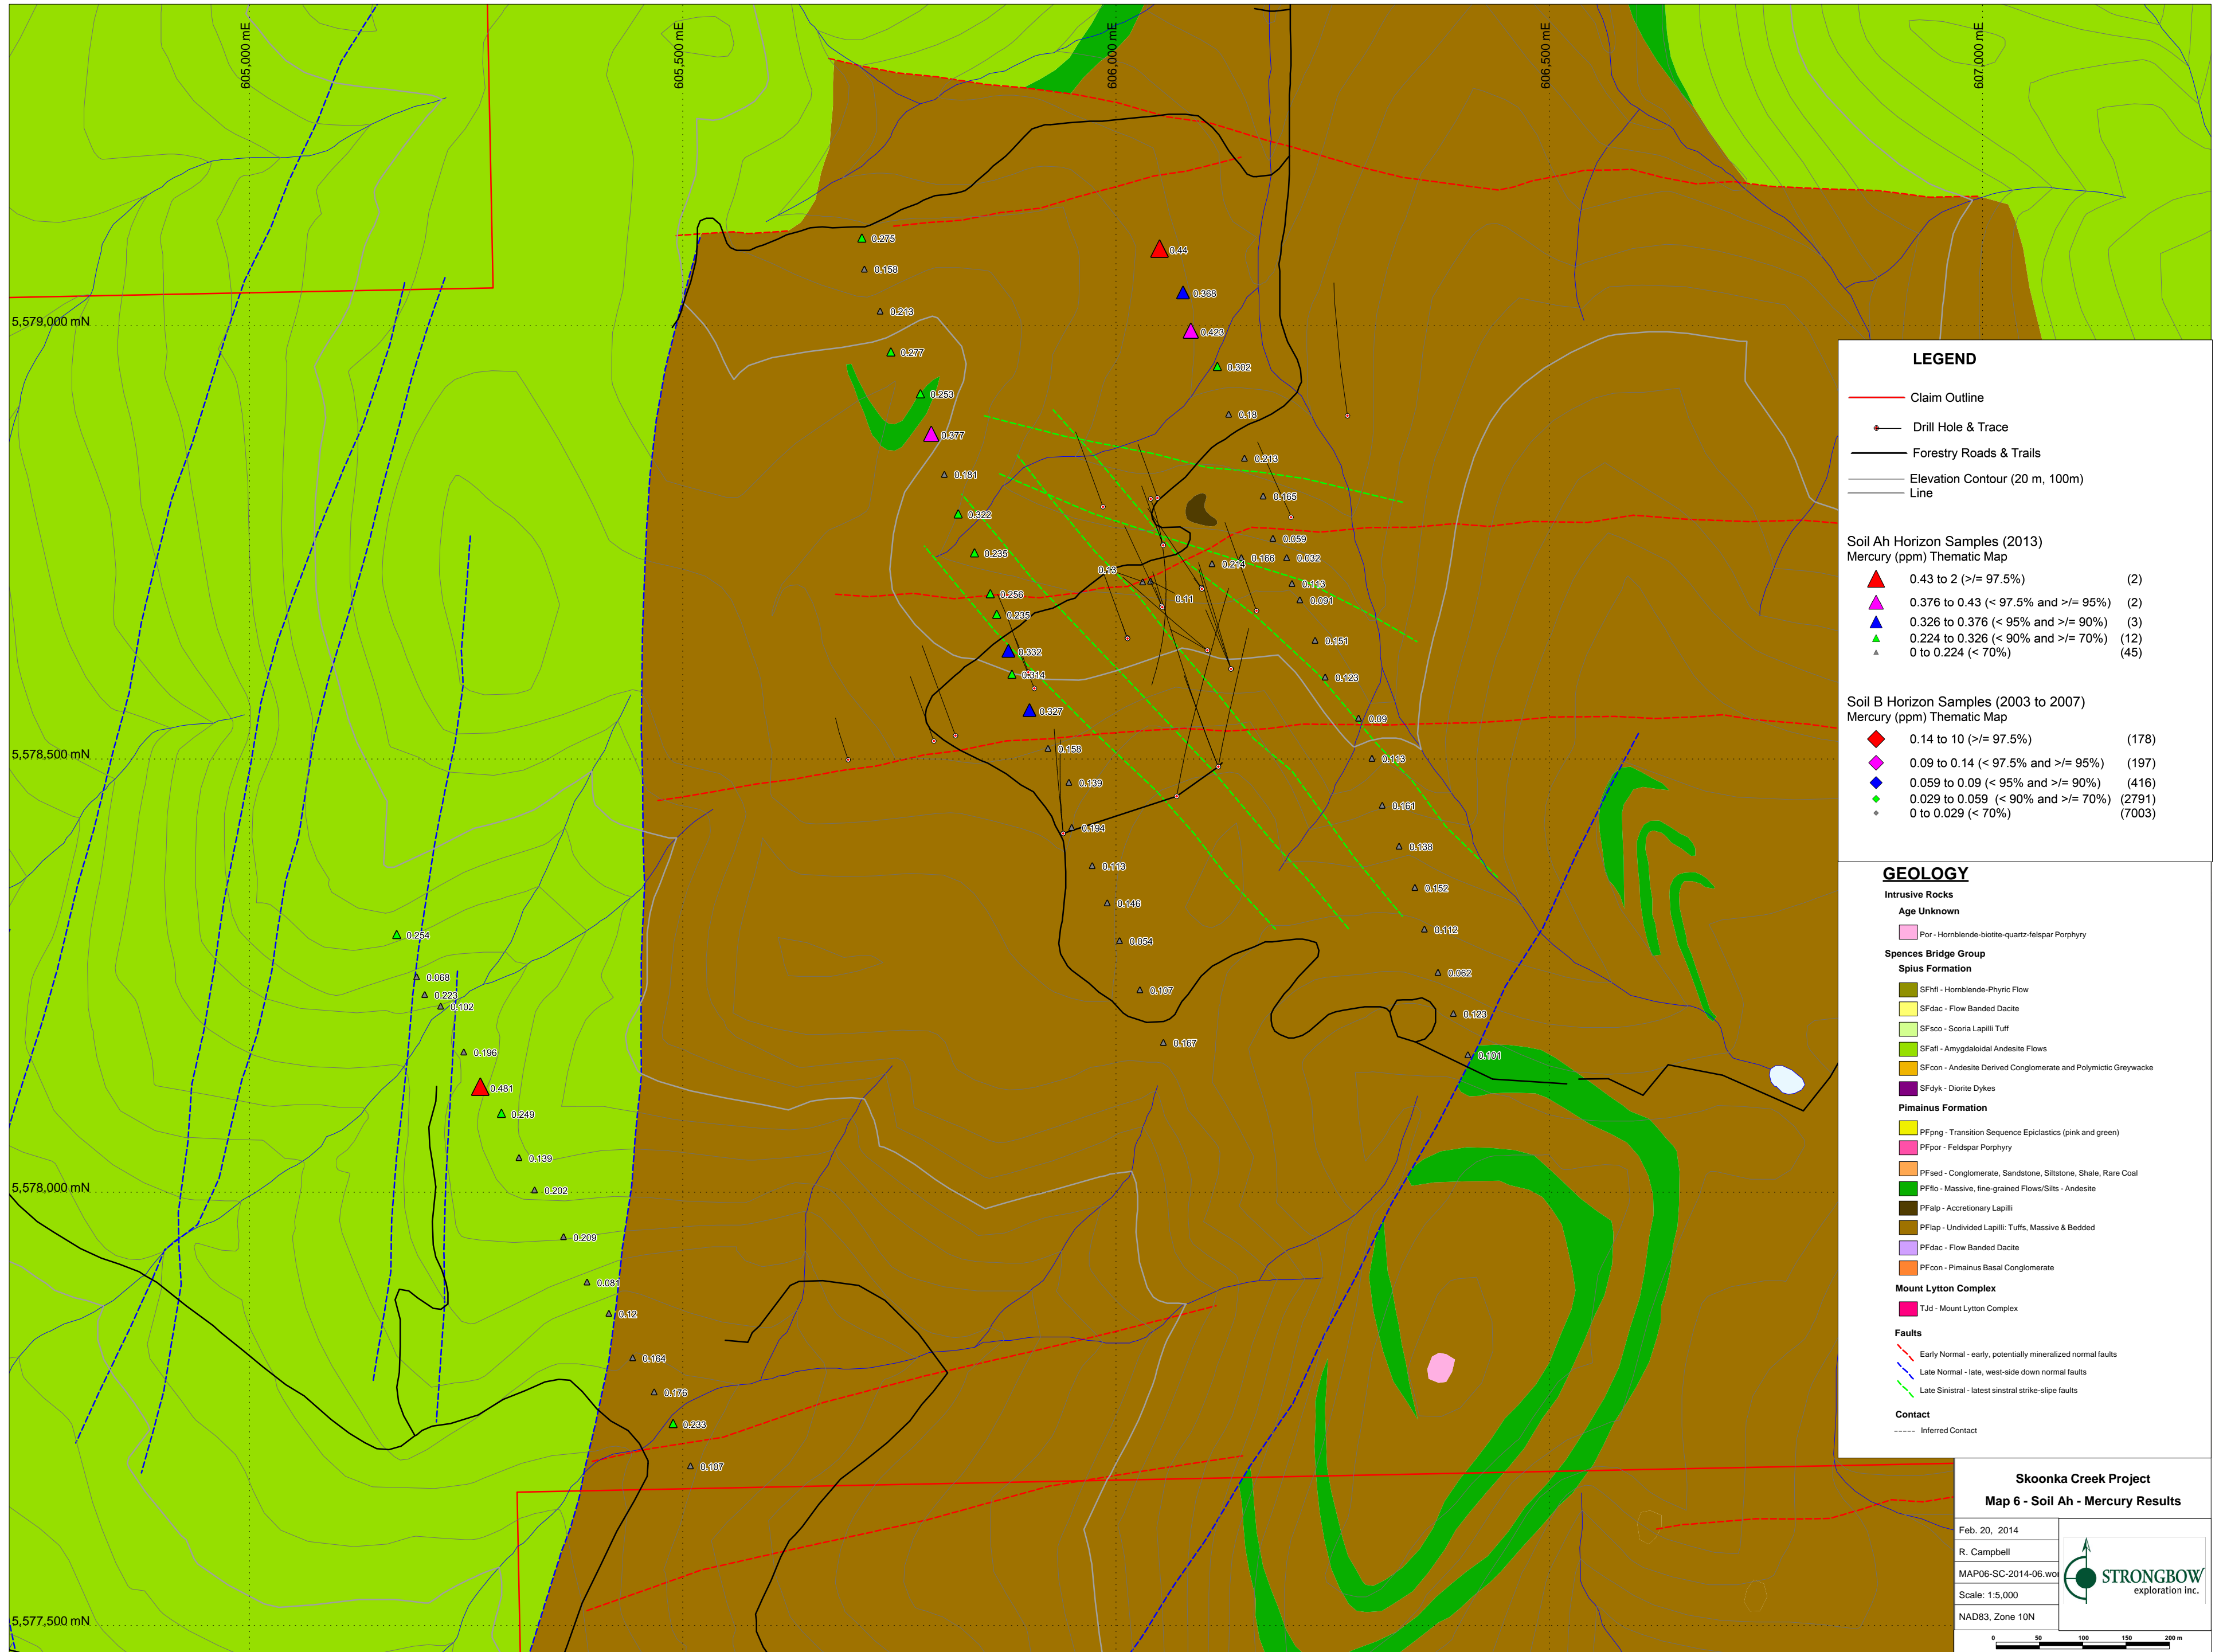 605,000 mE
605,500 mE
606,000 mE
606,500 mE
607,000 mE
5,579,000 mN
5,578,500 mN
5,578,000 mN
5,577,500 mN
0.275
0.158
0.213
0.277
0.253
0.377
0.181
0.322
0.235
0.256
0.235
0.332
0.314
0.327
0.158
0.139
0.194
0.113
0.146
0.054
0.107
0.167
0.44
0.368
0.423
0.302
0.18
0.213
0.165
0.059
0.166
0.032
0.214
0.13
0.11
0.113
0.091
0.151
0.123
0.09
0.113
0.161
0.138
0.152
0.112
0.062
0.123
0.101
0.254
0.068
0.223
0.102
0.196
0.481
0.249
0.139
0.202
0.209
0.081
0.12
0.164
0.176
0.233
0.107
LEGEND
Claim Outline
Drill Hole & Trace
Forestry Roads & Trails
Elevation Contour (20 m, 100m)
Line
Soil Ah Horizon Samples (2013)
Mercury (ppm) Thematic Map
0.43 to 2 (>/= 97.5%) (2)
0.376 to 0.43 (< 97.5% and >/= 95%) (2)
0.326 to 0.376 (< 95% and >/= 90%) (3)
0.224 to 0.326 (< 90% and >/= 70%) (12)
0 to 0.224 (< 70%) (45)
Soil B Horizon Samples (2003 to 2007)
Mercury (ppm) Thematic Map
0.14 to 10 (>/= 97.5%) (178)
0.09 to 0.14 (< 97.5% and >/= 95%) (197)
0.059 to 0.09 (< 95% and >/= 90%) (416)
0.029 to 0.059 (< 90% and >/= 70%) (2791)
0 to 0.029 (< 70%) (7003)
GEOLOGY
Intrusive Rocks
Age Unknown
Por - Hornblende-biotite-quartz-felspar Porphyry
Spences Bridge Group
Spius Formation
SFhfl - Hornblende-Phyric Flow
SFdac - Flow Banded Dacite
SFsco - Scoria Lapilli Tuff
SFafl - Amygdaloidal Andesite Flows
SFcon - Andesite Derived Conglomerate and Polymictic Greywacke
SFdyk - Diorite Dykes
Pimainus Formation
PFpng - Transition Sequence Epiclastics (pink and green)
PFpor - Feldspar Porphyry
PFsed - Conglomerate, Sandstone, Siltstone, Shale, Rare Coal
PFflo - Massive, fine-grained Flows/Silts - Andesite
PFalp - Accretionary Lapilli
PFlap - Undivided Lapilli: Tuffs, Massive & Bedded
PFdac - Flow Banded Dacite
PFcon - Pimainus Basal Conglomerate
Mount Lytton Complex
TJd - Mount Lytton Complex
Faults
Early Normal - early, potentially mineralized normal faults
Late Normal - late, west-side down normal faults
Late Sinistral - latest sinstral strike-slipe faults
Contact
Inferred Contact
Skoonka Creek Project
Map 6 - Soil Ah - Mercury Results
Feb. 20, 2014
R. Campbell
MAP06-SC-2014-06.wor
Scale: 1:5,000
NAD83, Zone 10N
STRONGBOW
exploration inc.
0 50 100 150 200 m